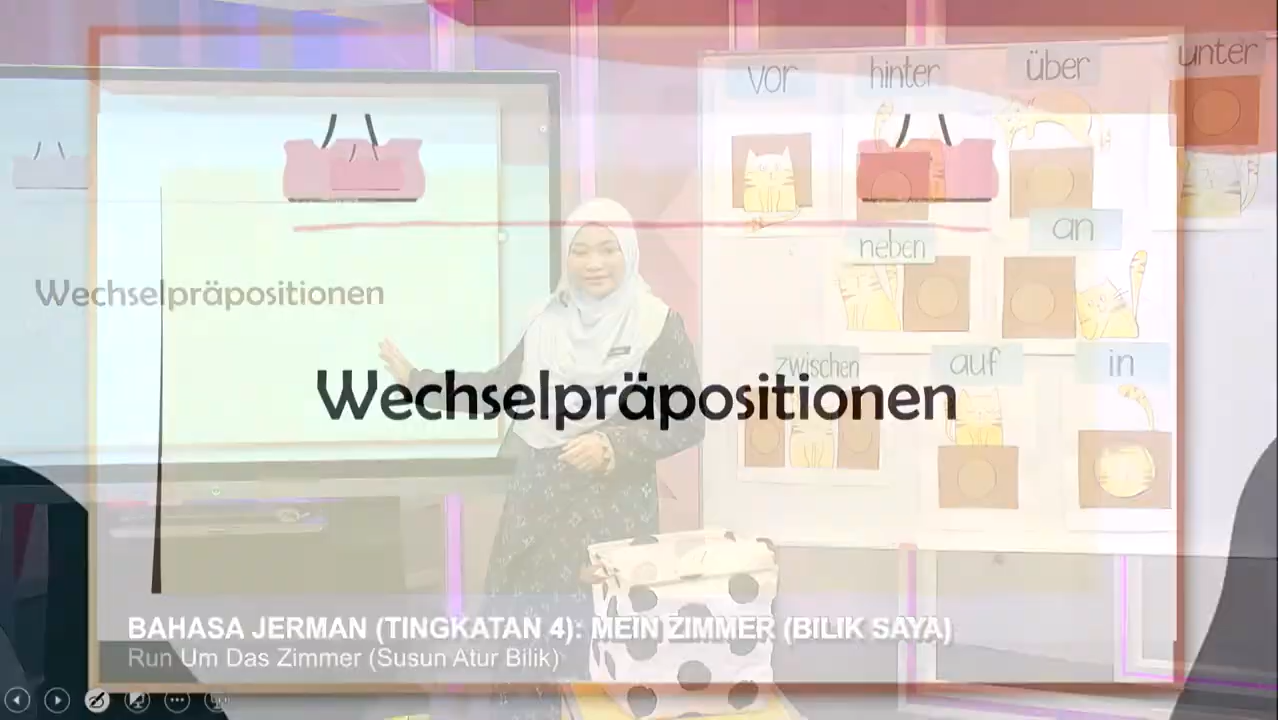 vor
hinter
über
unter
neben
an
zwischen
auf
in
Wechselpräpositionen
Wechselpräpositionen
BAHASA JERMAN (TINGKATAN 4): MEIN ZIMMER (BILIK SAYA)
Run Um Das Zimmer (Susun Atur Bilik)